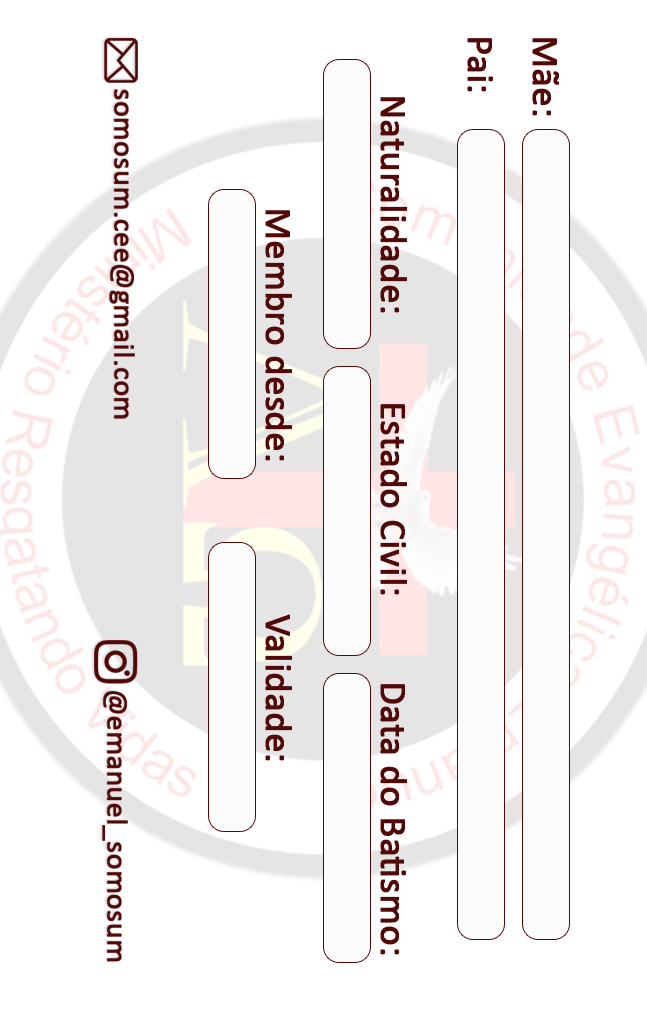 Mãe:
Pai:
Naturalidade: Estado Civil: Data do Batismo:
Membro desde: Validade:
somosum.cee@gmail.com @emanuel_somosum
Ministério Resgatando Vidas